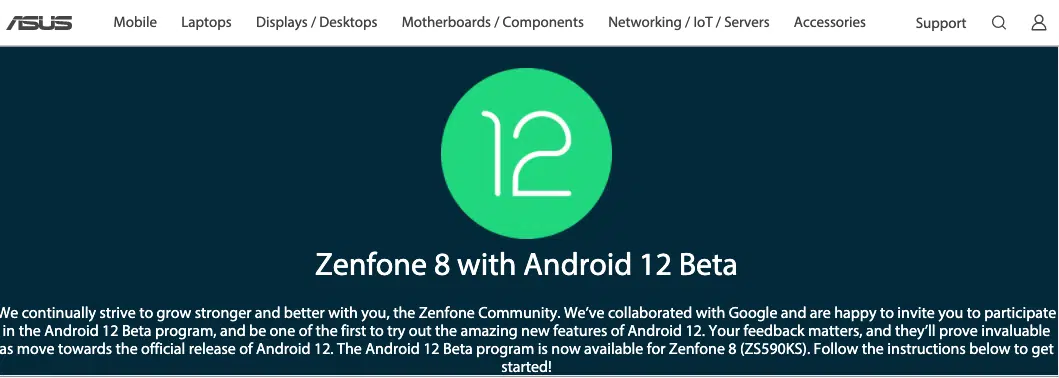 ASUS Mobile Laptops Displays / Desktops Motherboards / Components Networking / IoT / Servers Accessories Support
12
Zenfone 8 with Android 12 Beta
We continually strive to grow stronger and better with you, the Zenfone Community. We've collaborated with Google and are happy to invite you to participate
in the Android 12 Beta program, and be one of the first to try out the amazing new features of Android 12. Your feedback matters, and they'll prove invaluable
as move towards the official release of Android 12. The Android 12 Beta program is now available for Zenfone 8 (ZS590KS). Follow the instructions below to get
started!